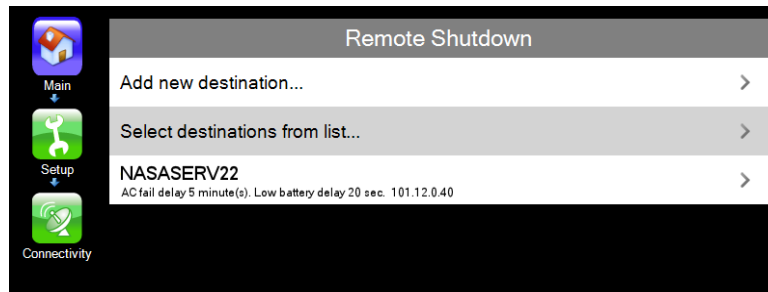 Remote Shutdown
Main
Add new destination...
Select destinations from list...
Setup
NASASERV22
AC fail delay 5 minute(s). Low battery delay 20 sec. 101.12.0.40
Connectivity